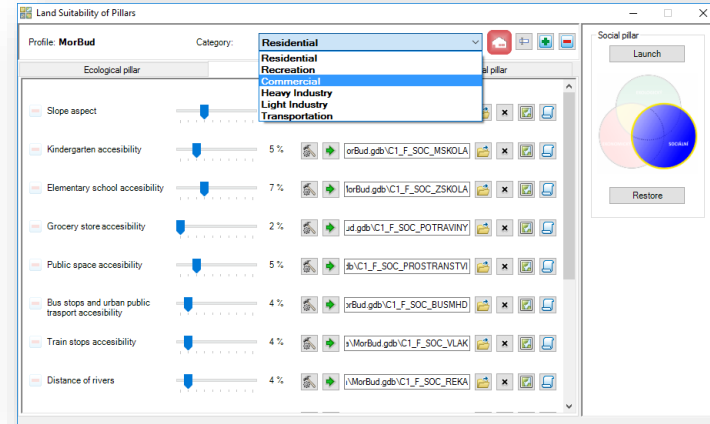 Land Suitability of Pillars
Profile: MorBud
Category:
Residential
Residential
Recreation
Commercial
Heavy Industry
Light Industry
Transportation
Ecological pillar
al pillar
Slope aspect
Kindergarten accesibility
5 %
orBud.gdb\C1_F_SOC_MSKOLA
Elementary school accesibility
7 %
MorBud.gdb\C1_F_SOC_ZSKOLA
Grocery store accesibility
2 %
ud.gdb\C1_F_SOC_POTRAVINY
Public space accesibility
5 %
db\C1_F_SOC_PROSTRANSTVI
Bus stops and urban public
trasport accesibility
4 %
orBud.gdb\C1_F_SOC_BUSMHD
Train stops accesibility
4 %
s\MorBud.gdb\C1_F_SOC_VLAK
Distance of rivers
4 %
\MorBud.gdb\C1_F_SOC_REKA
Social pillar
Launch
SOCIÁLNÍ
Restore